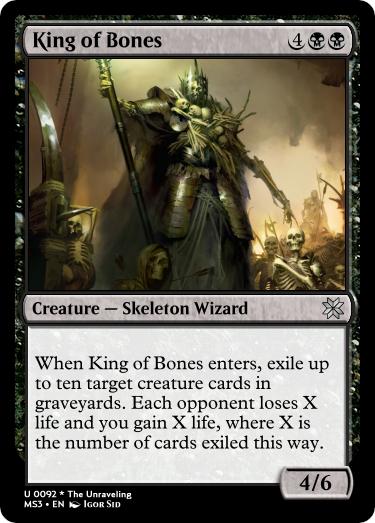 King of Bones 4
Creature — Skeleton Wizard
When King of Bones enters, exile up
to ten target creature cards in
graveyards. Each opponent loses X
life and you gain X life, where X is
the number of cards exiled this way.
4/6
U 0092 * The Unraveling
MS3 • EN Igor Sid